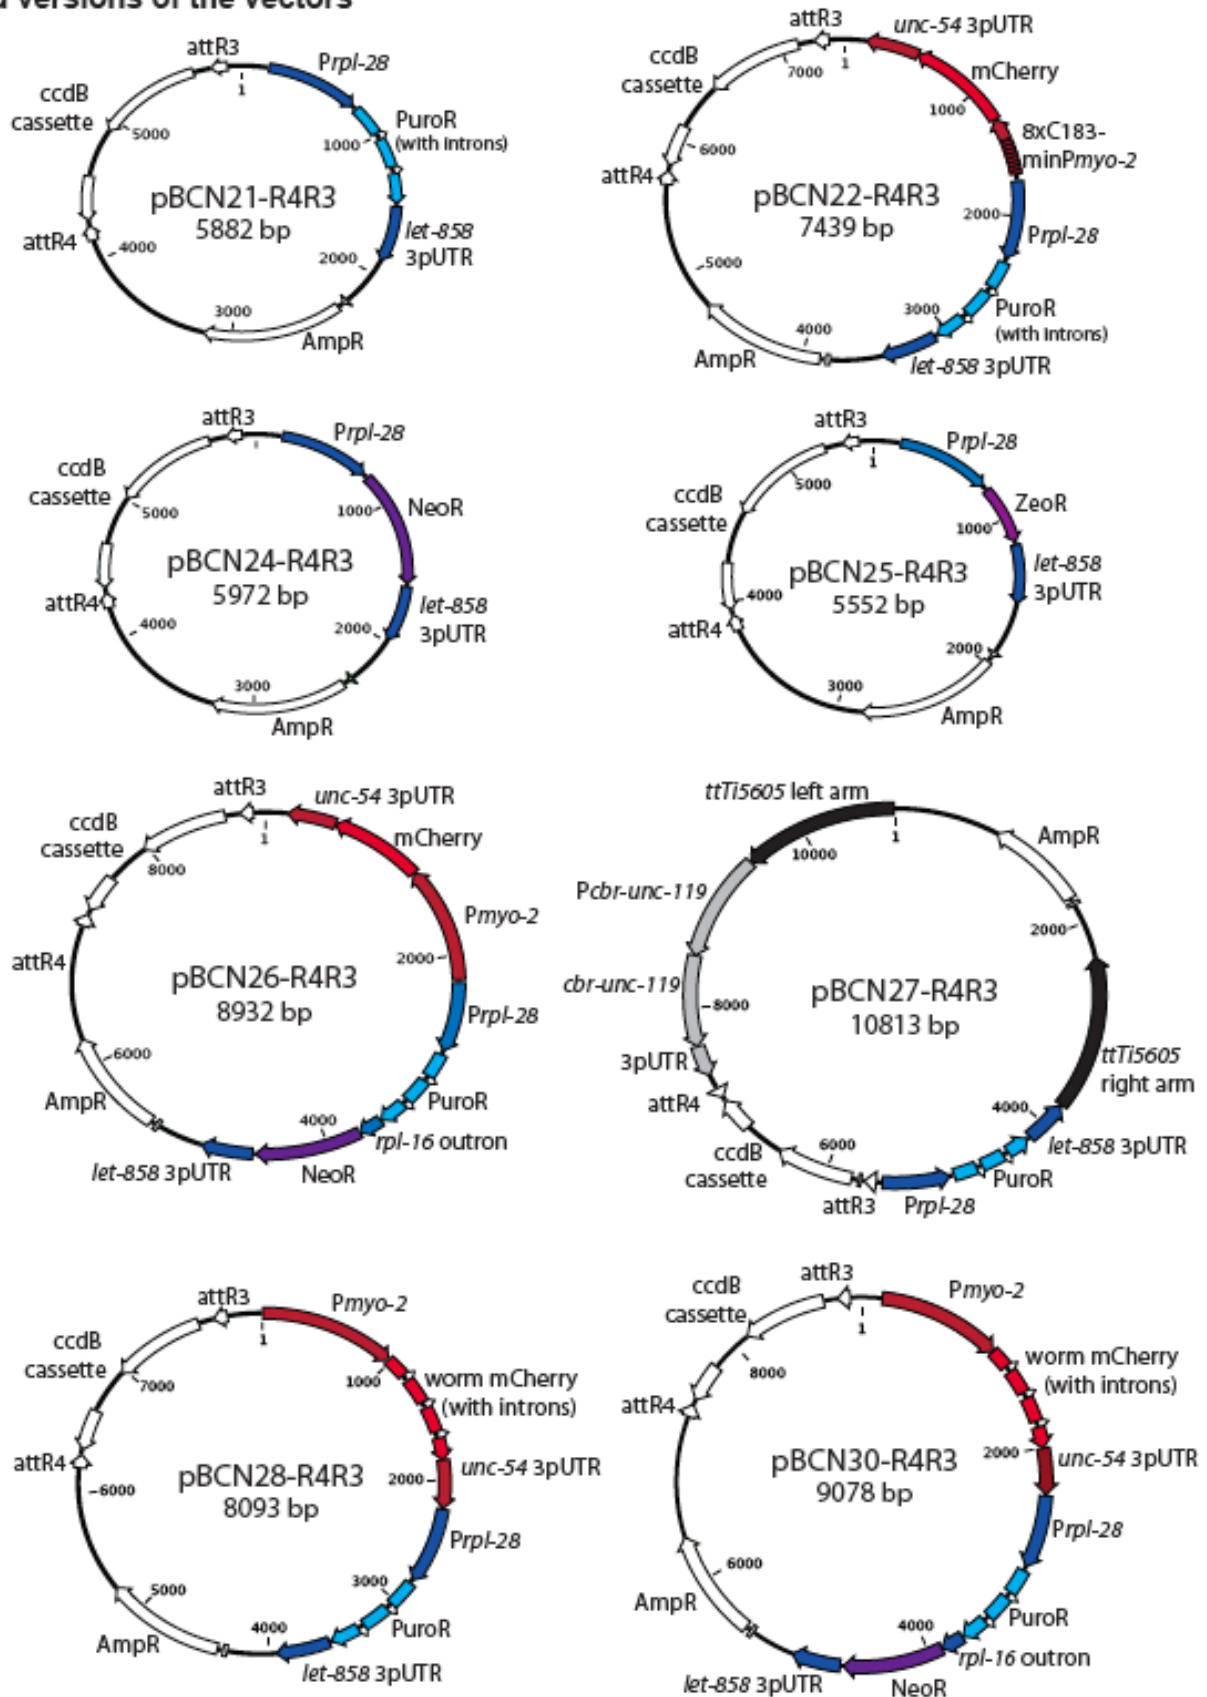 versions of the vectors
attR3
Prpl-28
ccdB
cassette
1
5000
PuroR
1000
(with introns)
pBCN21-R4R3
5882 bp
attR4
4000
let-858
3pUTR
2000
3000
AmpR
attR3
unc-54 3pUTR
ccdB
cassette
7000
1
mCherry
1000
8xC183-
minPmyo-2
6000
attR4
pBCN22-R4R3
7439 bp
2000
Prpl-28
5000
3000
PuroR
(with introns)
4000
AmpR
let-858 3pUTR
attR3
Prpl-28
ccdB
cassette
5000
1000
NeoR
pBCN24-R4R3
5972 bp
attR4
4000
let-858
3pUTR
2000
3000
AmpR
attR3
Prpl-28
1
ccdB
cassette
5000
ZeoR
1000
pBCN25-R4R3
5552 bp
let-858
3pUTR
4000
attR4
2000
3000
AmpR
attR3
unc-54 3pUTR
ccdB
cassette
1
mCherry
8000
Pmyo-2
attR4
2000
pBCN26-R4R3
8932 bp
Prpl-28
6000
AmpR
PuroR
4000
rpl-16 outron
let-858 3pUTR
NeoR
ttTi5605 left arm
1
AmpR
10000
Pcbr-unc-119
2000
cbr-unc-119
8000
pBCN27-R4R3
10813 bp
3pUTR
attR4
ttTi5605
right arm
4000
let-858 3pUTR
ccdB
cassette
6000
PuroR
attR3
Prpl-28
attR3
Pmyo-2
ccdB
cassette
1
7000
1000
worm mCherry
(with introns)
attR4
6000
pBCN28-R4R3
8093 bp
unc-54 3pUTR
2000
Prpl-28
5000
3000
AmpR
4000
PuroR
let-858 3pUTR
attR3
Pmyo-2
ccdB
cassette
1
8000
worm mCherry
(with introns)
attR4
2000
unc-54 3pUTR
pBCN30-R4R3
9078 bp
Prpl-28
6000
AmpR
PuroR
4000
rpl-16 outron
let-858 3pUTR
NeoR